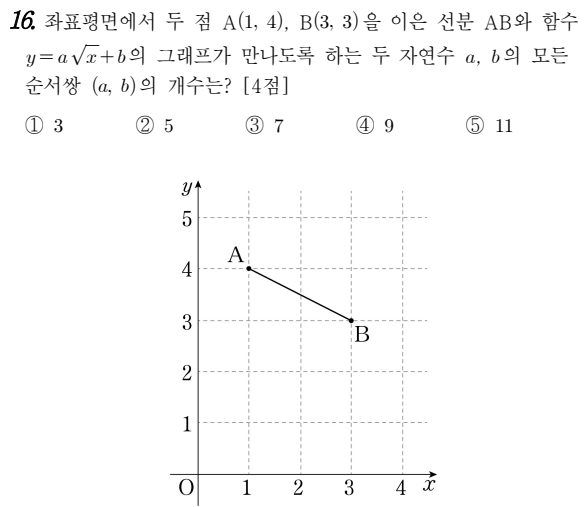 16. 좌표평면에서 두 점 A(1, 4), B(3, 3)을 이은 선분 AB와 함수
y=a√x+b의 그래프가 만나도록 하는 두 자연수 a, b의 모든
순서쌍 (a, b)의 개수는? [4점]
① 3 ② 5 ③ 7 ④ 9 ⑤ 11
y
5
A
4
3
B
2
1
O 1 2 3 4 x